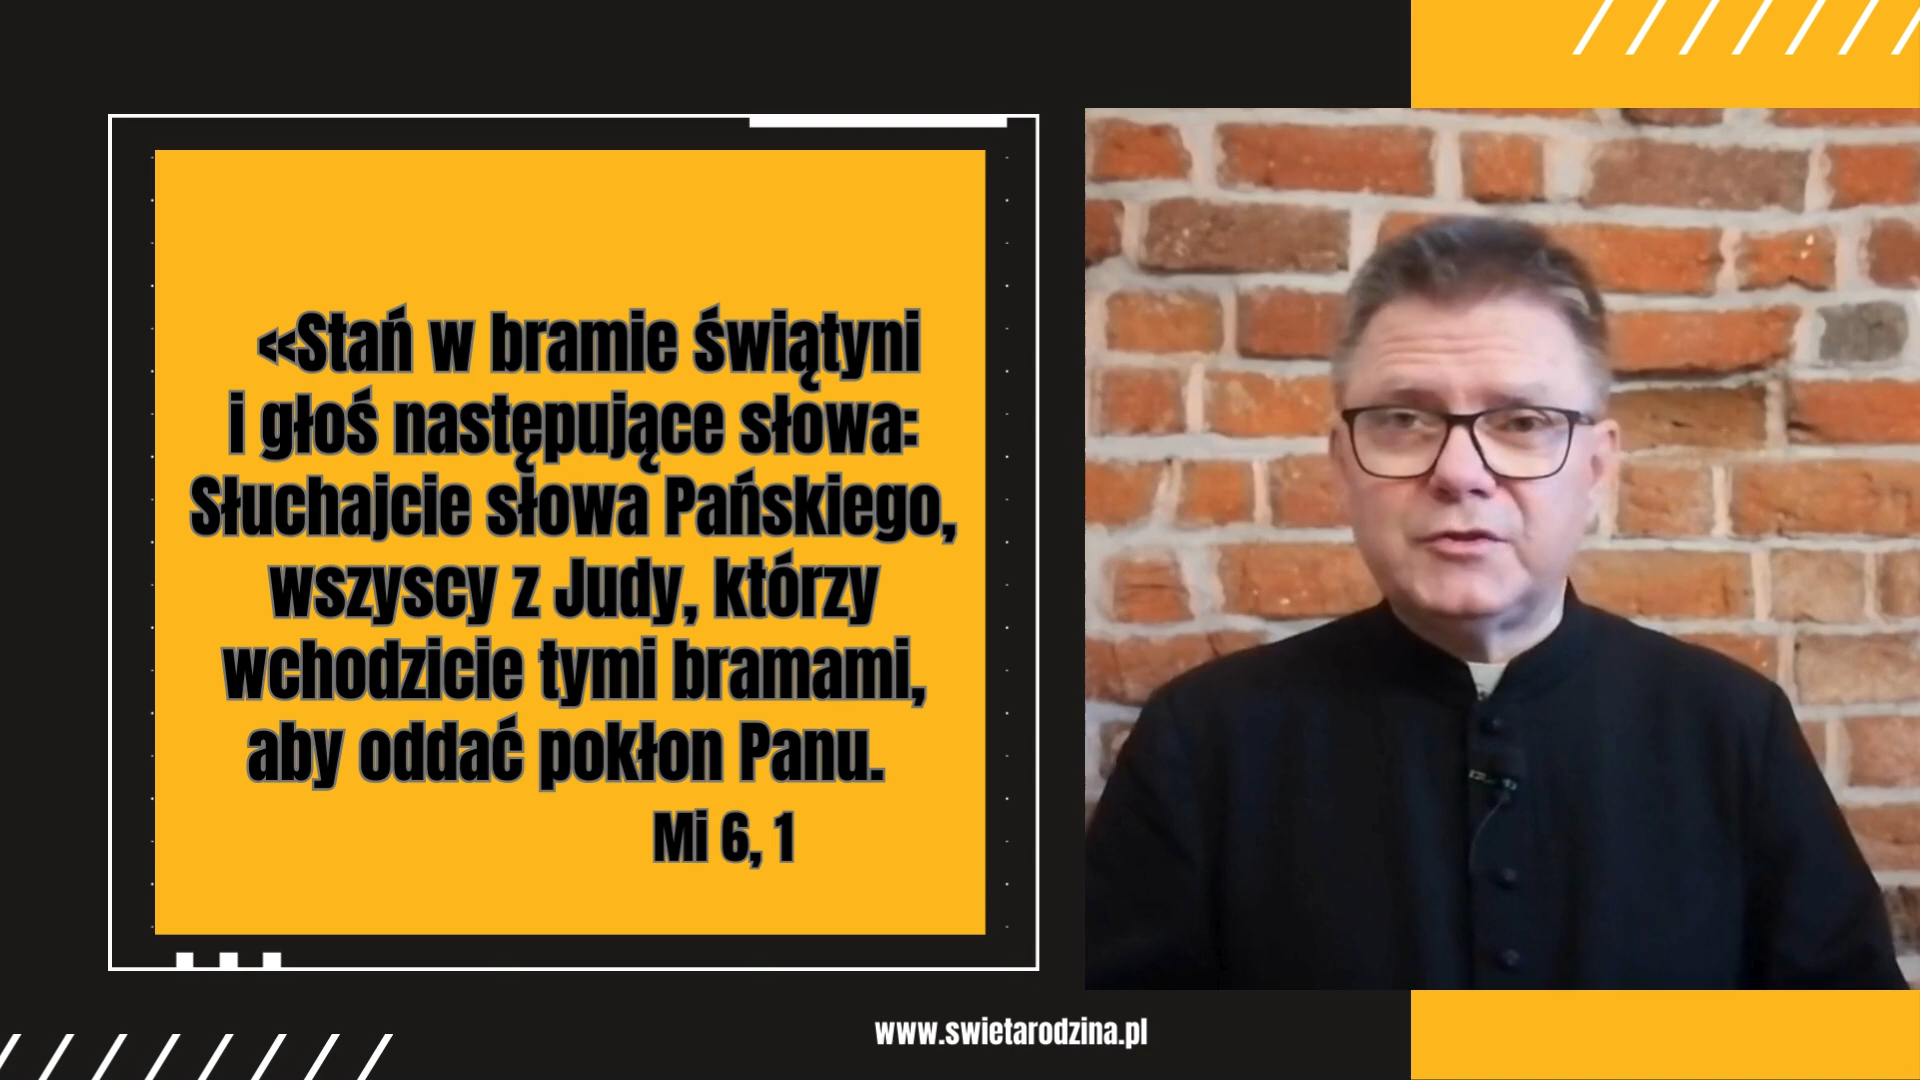 «Stań w bramie świątyni
i głoś następujące słowa:
Słuchajcie słowa Pańskiego,
wszyscy z Judy, którzy
wchodzicie tymi bramami,
aby oddać pokłon Panu.
Mi 6, 1
www.swietarodzina.pl